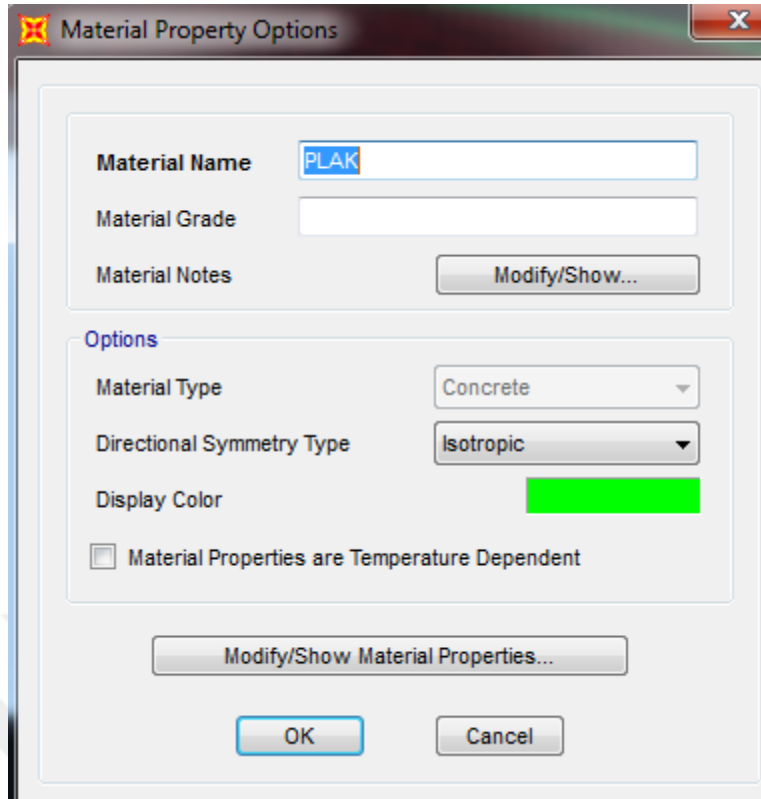 Material Property Options
Material Name PLAK
Material Grade
Material Notes Modify/Show...
Options
Material Type Concrete
Directional Symmetry Type Isotropic
Display Color
Material Properties are Temperature Dependent
Modify/Show Material Properties...
OK Cancel